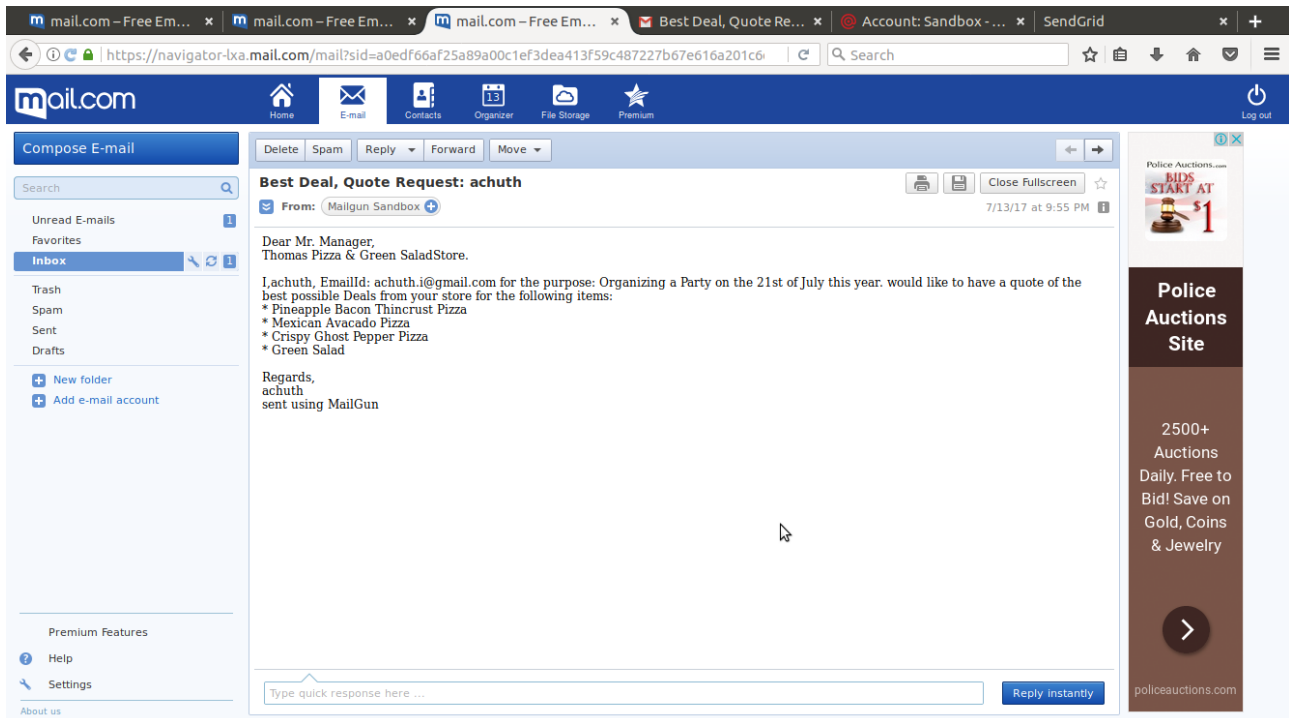 mail.com – Free Em... × mail.com – Free Em... × mail.com – Free Em... × Best Deal, Quote Re... × Account: Sandbox - ... × SendGrid ×
https://navigator-lxa.mail.com/mail?sid=a0edf66af25a89a00c1ef3dea413f59c487227b67e616a201c6 Search
mail.com
Home E-mail Contacts 13 Organizer File Storage Premium Log out
Compose E-mail
Search
Unread E-mails 1
Favorites
Inbox 1
Trash
Spam
Sent
Drafts
New folder
Add e-mail account
Premium Features
Help
Settings
About us
Delete Spam Reply Forward Move
Best Deal, Quote Request: achuth
Close Fullscreen
From: Mailgun Sandbox
7/13/17 at 9:55 PM
Dear Mr. Manager,
Thomas Pizza & Green SaladStore.
I,achuth, EmailId: achuth.i@gmail.com for the purpose: Organizing a Party on the 21st of July this year. would like to have a quote of the
best possible Deals from your store for the following items:
* Pineapple Bacon Thincrust Pizza
* Mexican Avacado Pizza
* Crispy Ghost Pepper Pizza
* Green Salad
Regards,
achuth
sent using MailGun
Type quick response here ...
Reply instantly
Police Auctions.com
BIDS
START AT
$1
Police
Auctions
Site
2500+
Auctions
Daily. Free to
Bid! Save on
Gold, Coins
& Jewelry
policeauctions.com